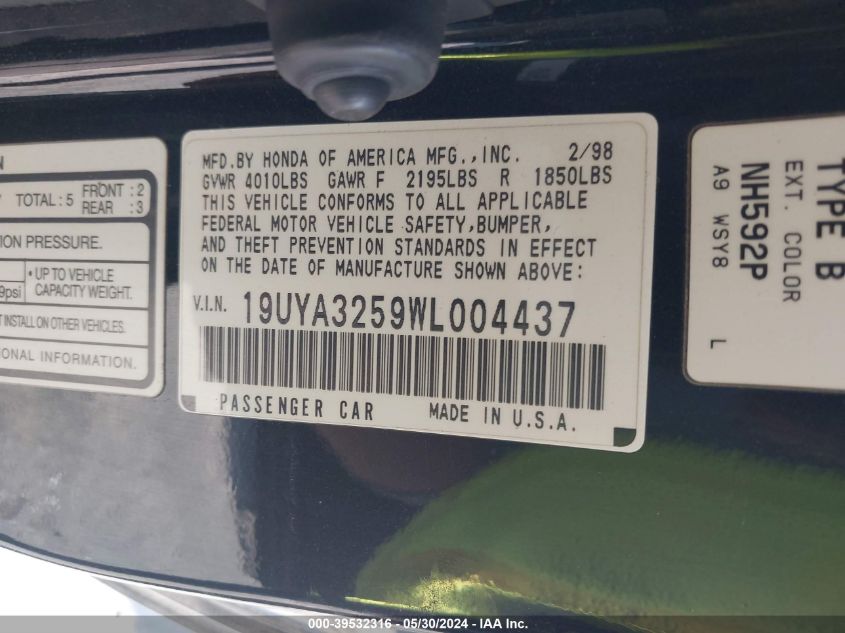 N
TOTAL : 5 FRONT : 2
REAR : 3
ION PRESSURE.
9psi • UP TO VEHICLE
CAPACITY WEIGHT.
INSTALL ON OTHER VEHICLES.
ONAL INFORMATION.
MFD.BY HONDA OF AMERICA MFG.,INC. 2/98
GVWR 4010LBS GAWR F 2195LBS R 1850LBS
THIS VEHICLE CONFORMS TO ALL APPLICABLE
FEDERAL MOTOR VEHICLE SAFETY,BUMPER,
AND THEFT PREVENTION STANDARDS IN EFFECT
ON THE DATE OF MANUFACTURE SHOWN ABOVE:
V.I.N. 19UYA3259WL004437
PASSENGER CAR MADE IN U.S.A.
TYPE B
EXT. COLOR
NH592P
A9 WSY8 L
000-39532316 — 05/30/2024 — IAA Inc.